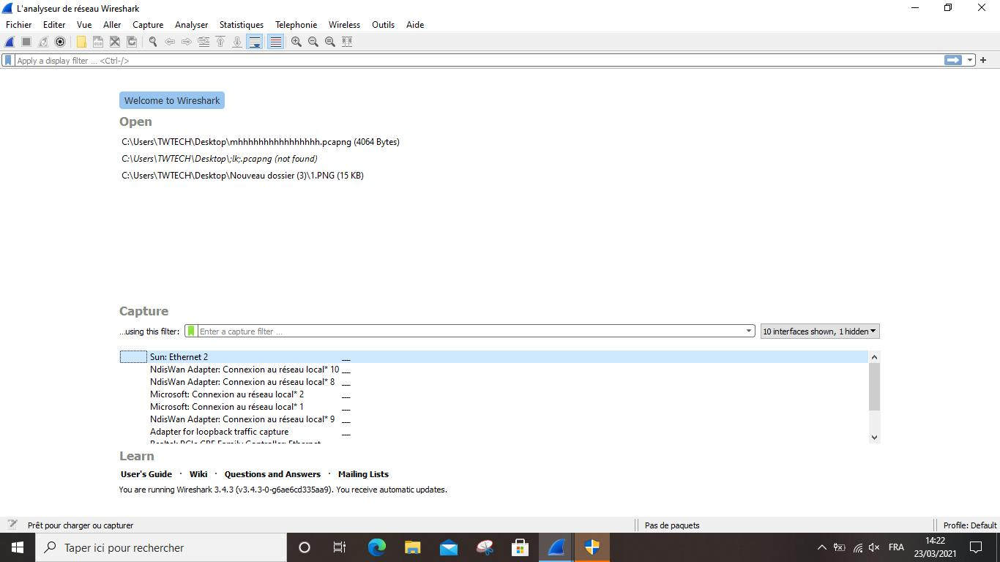 L'analyseur de réseau Wireshark
Fichier Editer Vue Aller Capture Analyser Statistiques Telephonie Wireless Outils Aide
Apply a display filter ... <Ctrl-/>
Welcome to Wireshark
Open
C:\Users\TWTECH\Desktop\mhhhhhhhhhhhhhhhh.pcapng (4064 Bytes)
C:\Users\TWTECH\Desktop\;lk;.pcapng (not found)
C:\Users\TWTECH\Desktop\Nouveau dossier (3)\1.PNG (15 KB)
Capture
...using this filter: Enter a capture filter ... 10 interfaces shown, 1 hidden
Sun: Ethernet 2
NdisWan Adapter: Connexion au réseau local* 10
NdisWan Adapter: Connexion au réseau local* 8
Microsoft: Connexion au réseau local* 2
Microsoft: Connexion au réseau local* 1
NdisWan Adapter: Connexion au réseau local* 9
Adapter for loopback traffic capture
Realtek PCIe GBE Family Controller: Ethernet
Learn
User's Guide · Wiki · Questions and Answers · Mailing Lists
You are running Wireshark 3.4.3 (v3.4.3-0-g6ae6cd335aa9). You receive automatic updates.
Prêt pour charger ou capturer Pas de paquets Profile: Default
Taper ici pour rechercher FRA 14:22
23/03/2021